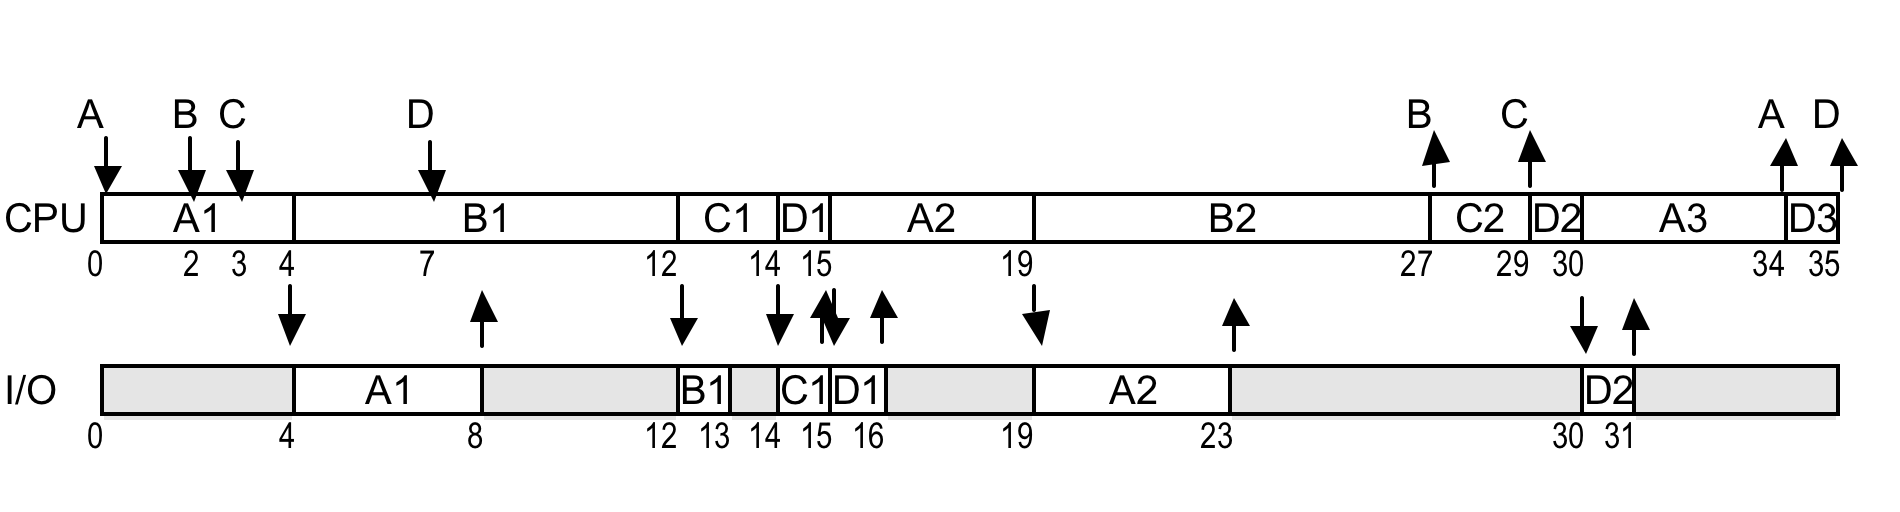 A B C D B C A D
CPU A1 B1 C1 D1 A2 B2 C2 D2 A3 D3
0 2 3 4 7 12 14 15 19 27 29 30 34 35
I/O A1 B1 C1 D1 A2 D2
0 4 8 12 13 14 15 16 19 23 30 31